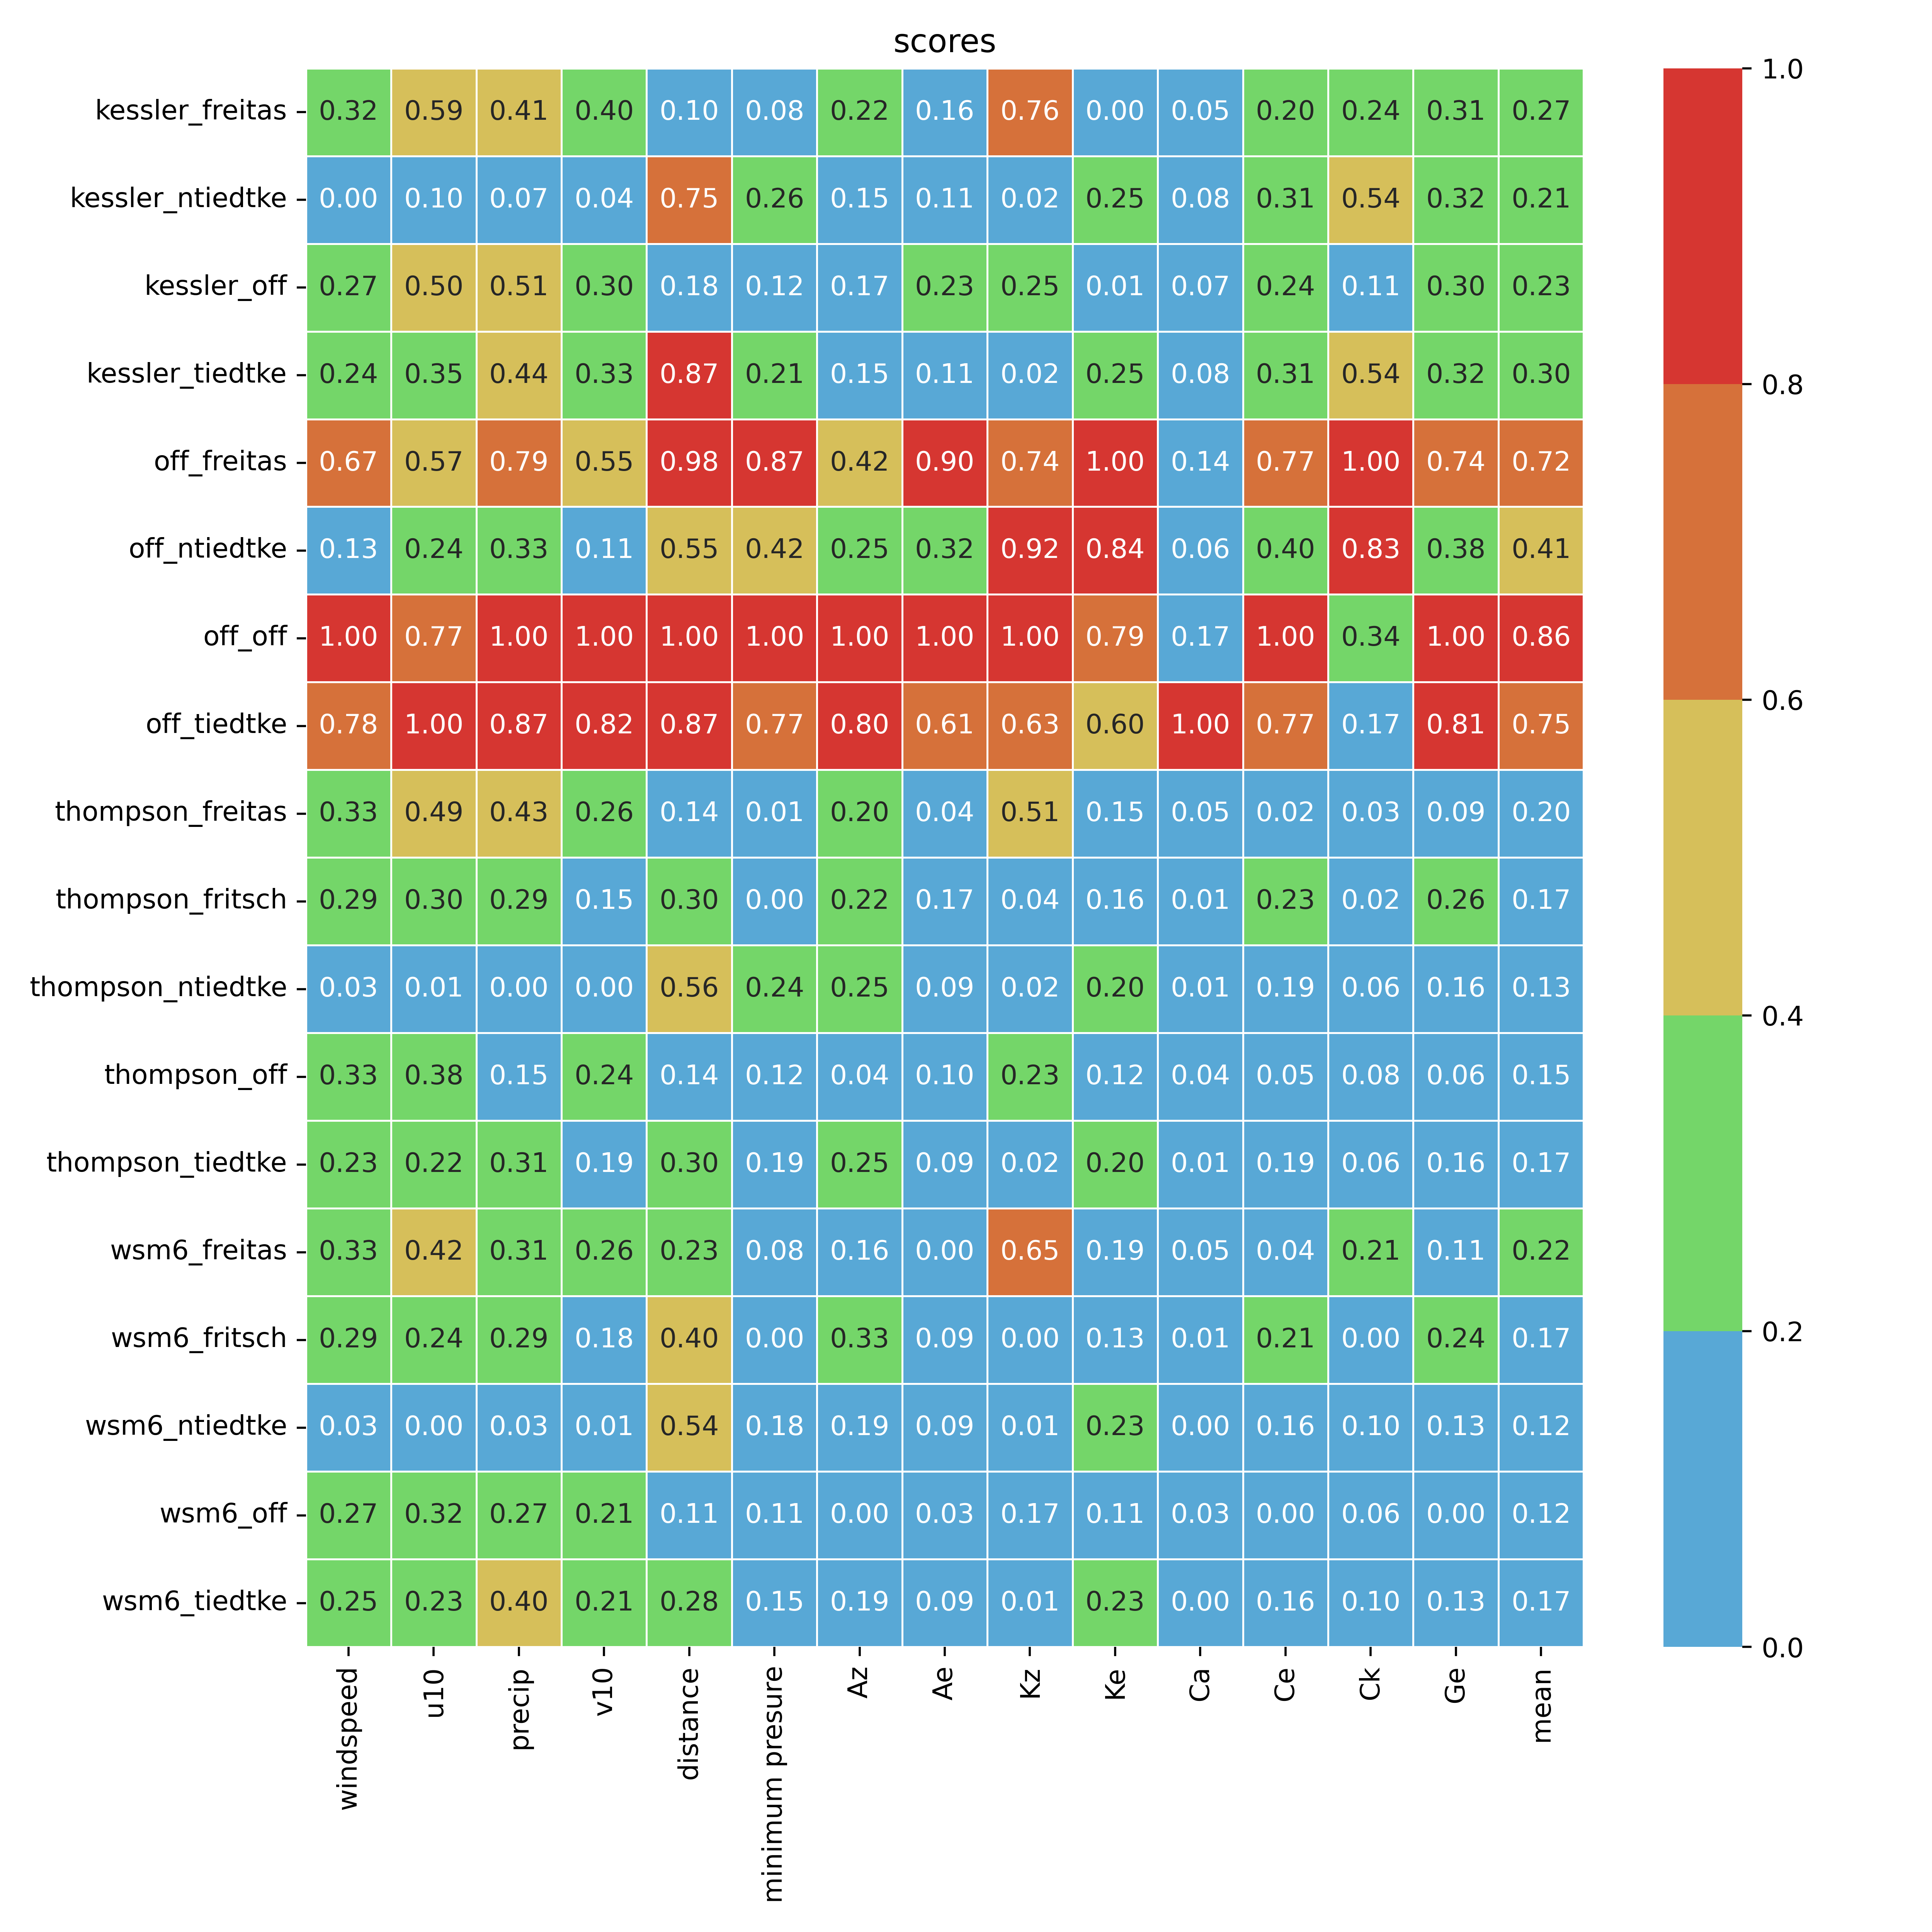 scores
kessler_freitas 0.32 0.59 0.41 0.40 0.10 0.08 0.22 0.16 0.76 0.00 0.05 0.20 0.24 0.31 0.27
kessler_ntiedtke 0.00 0.10 0.07 0.04 0.75 0.26 0.15 0.11 0.02 0.25 0.08 0.31 0.54 0.32 0.21
kessler_off 0.27 0.50 0.51 0.30 0.18 0.12 0.17 0.23 0.25 0.01 0.07 0.24 0.11 0.30 0.23
kessler_tiedtke 0.24 0.35 0.44 0.33 0.87 0.21 0.15 0.11 0.02 0.25 0.08 0.31 0.54 0.32 0.30
off_freitas 0.67 0.57 0.79 0.55 0.98 0.87 0.42 0.90 0.74 1.00 0.14 0.77 1.00 0.74 0.72
off_ntiedtke 0.13 0.24 0.33 0.11 0.55 0.42 0.25 0.32 0.92 0.84 0.06 0.40 0.83 0.38 0.41
off_off 1.00 0.77 1.00 1.00 1.00 1.00 1.00 1.00 1.00 0.79 0.17 1.00 0.34 1.00 0.86
off_tiedtke 0.78 1.00 0.87 0.82 0.87 0.77 0.80 0.61 0.63 0.60 1.00 0.77 0.17 0.81 0.75
thompson_freitas 0.33 0.49 0.43 0.26 0.14 0.01 0.20 0.04 0.51 0.15 0.05 0.02 0.03 0.09 0.20
thompson_fritsch 0.29 0.30 0.29 0.15 0.30 0.00 0.22 0.17 0.04 0.16 0.01 0.23 0.02 0.26 0.17
thompson_ntiedtke 0.03 0.01 0.00 0.00 0.56 0.24 0.25 0.09 0.02 0.20 0.01 0.19 0.06 0.16 0.13
thompson_off 0.33 0.38 0.15 0.24 0.14 0.12 0.04 0.10 0.23 0.12 0.04 0.05 0.08 0.06 0.15
thompson_tiedtke 0.23 0.22 0.31 0.19 0.30 0.19 0.25 0.09 0.02 0.20 0.01 0.19 0.06 0.16 0.17
wsm6_freitas 0.33 0.42 0.31 0.26 0.23 0.08 0.16 0.00 0.65 0.19 0.05 0.04 0.21 0.11 0.22
wsm6_fritsch 0.29 0.24 0.29 0.18 0.40 0.00 0.33 0.09 0.00 0.13 0.01 0.21 0.00 0.24 0.17
wsm6_ntiedtke 0.03 0.00 0.03 0.01 0.54 0.18 0.19 0.09 0.01 0.23 0.00 0.16 0.10 0.13 0.12
wsm6_off 0.27 0.32 0.27 0.21 0.11 0.11 0.00 0.03 0.17 0.11 0.03 0.00 0.06 0.00 0.12
wsm6_tiedtke 0.25 0.23 0.40 0.21 0.28 0.15 0.19 0.09 0.01 0.23 0.00 0.16 0.10 0.13 0.17
windspeed u10 precip v10 distance minimum presure Az Ae Kz Ke Ca Ce Ck Ge mean
1.0
0.8
0.6
0.4
0.2
0.0